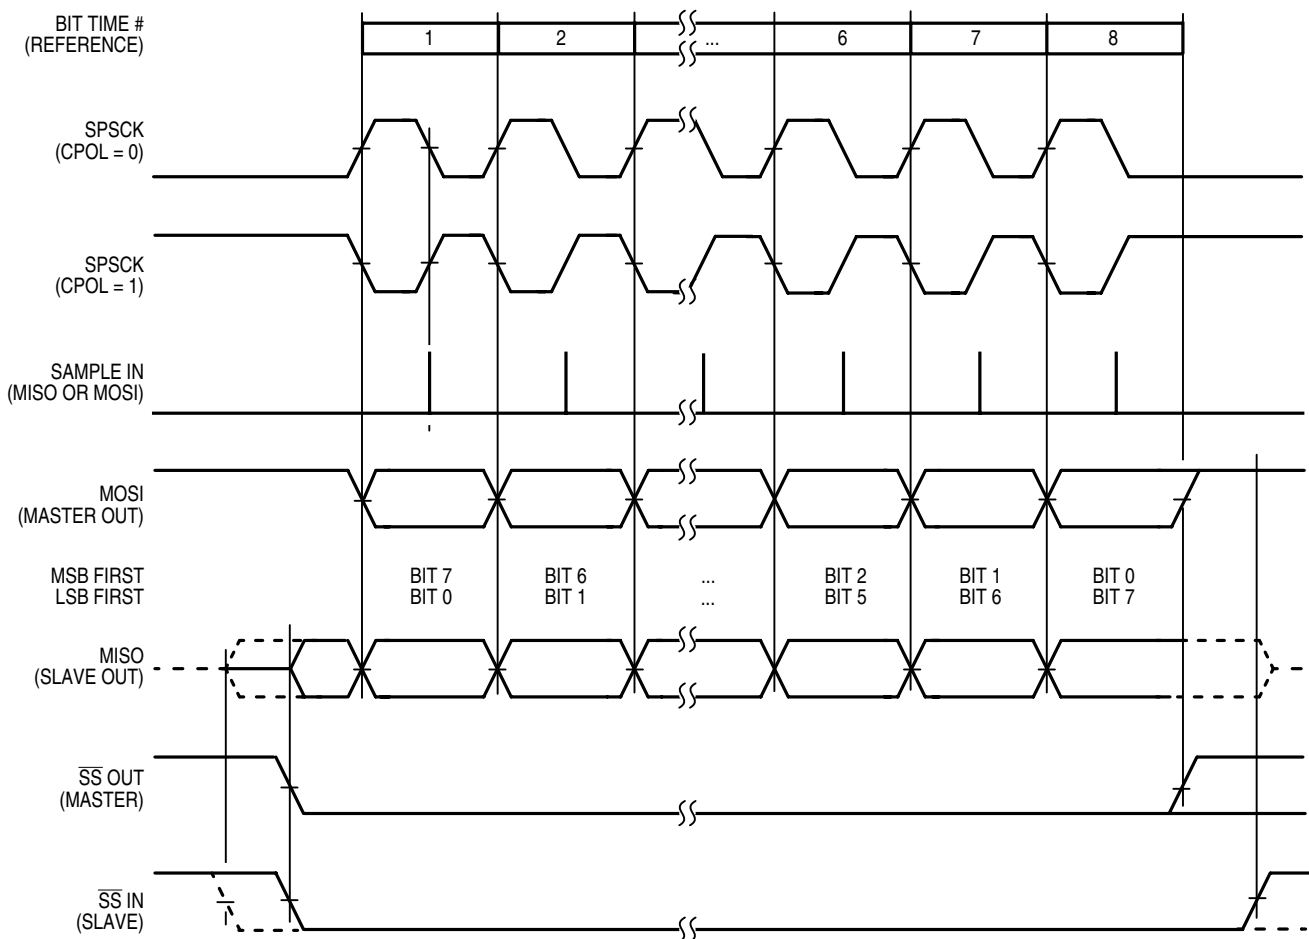 BIT TIME #
(REFERENCE)
1 2 ... 6 7 8
SPSCK
(CPOL = 0)
SPSCK
(CPOL = 1)
SAMPLE IN
(MISO OR MOSI)
MOSI
(MASTER OUT)
MSB FIRST BIT 7 BIT 6 ... BIT 2 BIT 1 BIT 0
LSB FIRST BIT 0 BIT 1 ... BIT 5 BIT 6 BIT 7
MISO
(SLAVE OUT)
S̅S̅ OUT
(MASTER)
S̅S̅ IN
(SLAVE)